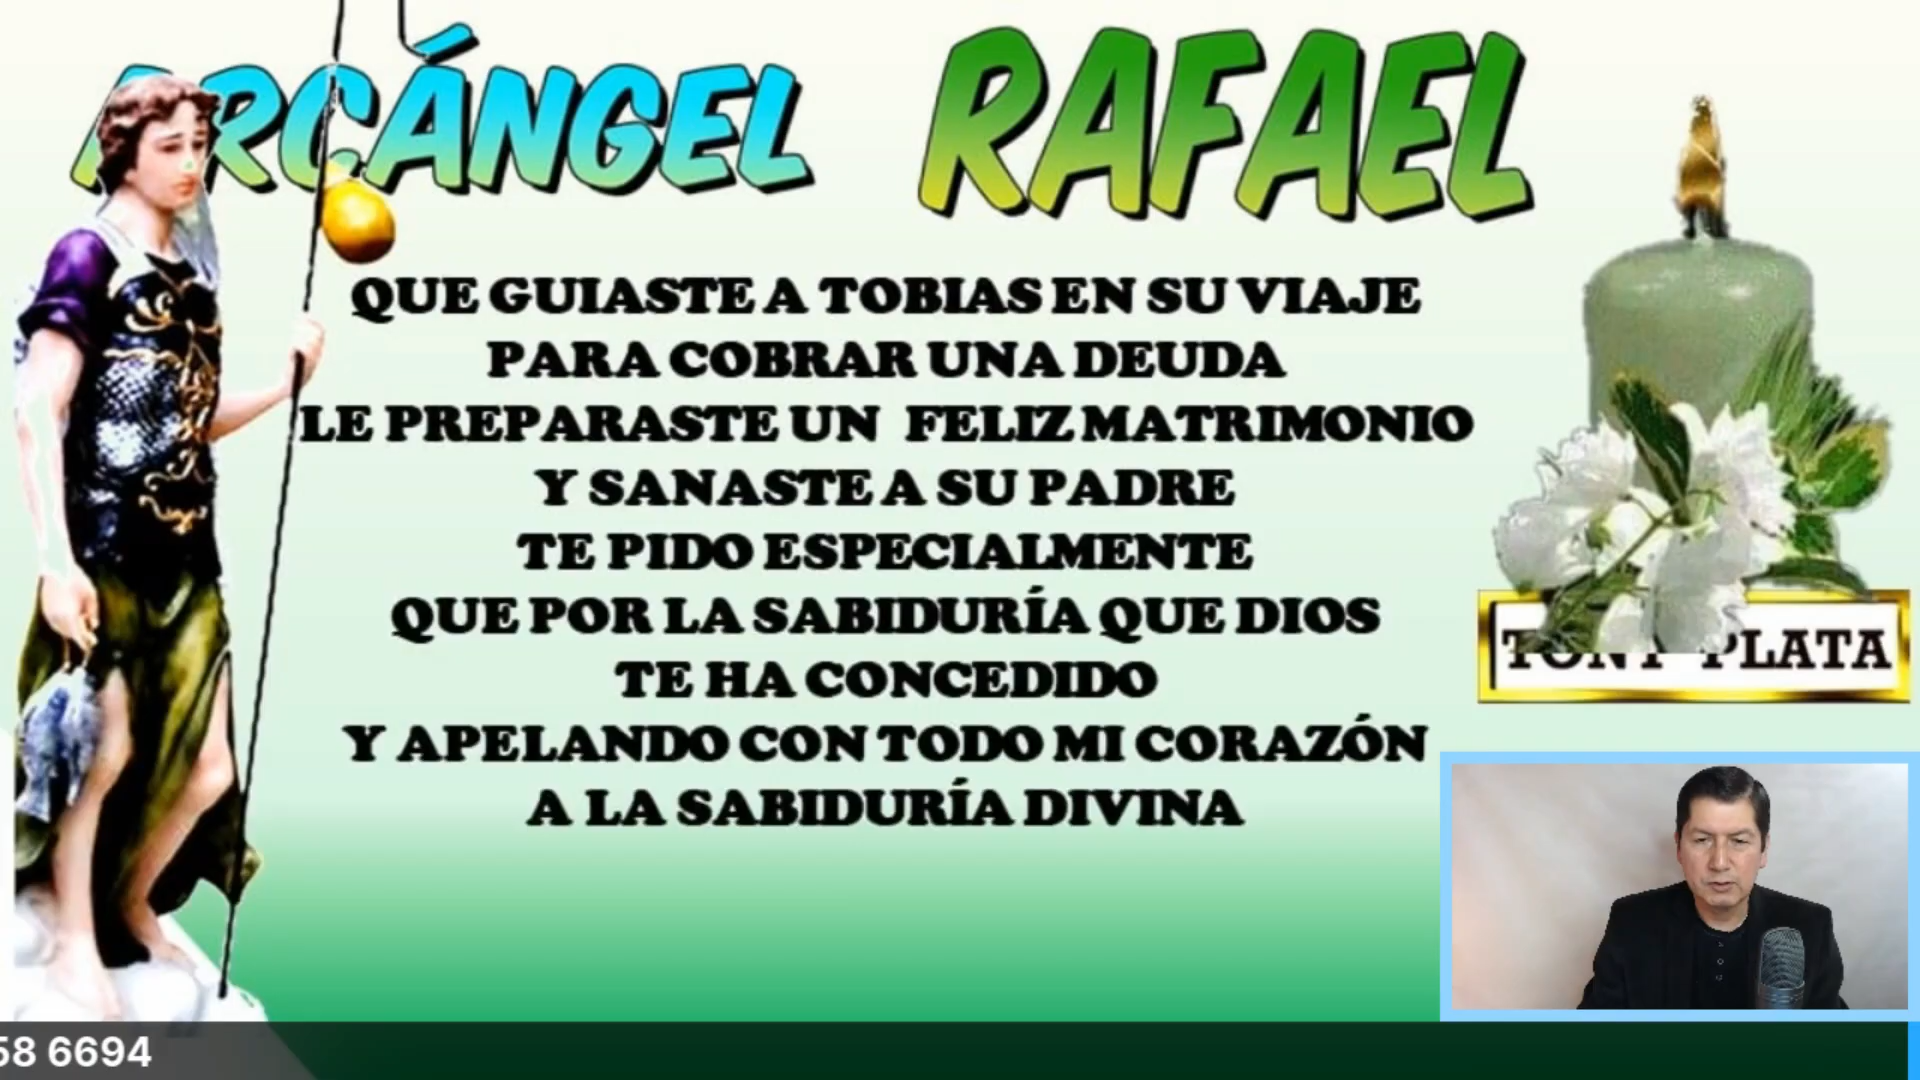 ARCÁNGEL RAFAEL
QUE GUIASTE A TOBIAS EN SU VIAJE
PARA COBRAR UNA DEUDA
LE PREPARASTE UN FELIZ MATRIMONIO
Y SANASTE A SU PADRE
TE PIDO ESPECIALMENTE
QUE POR LA SABIDURÍA QUE DIOS
TE HA CONCEDIDO
Y APELANDO CON TODO MI CORAZÓN
A LA SABIDURÍA DIVINA
TONY PLATA
58 6694